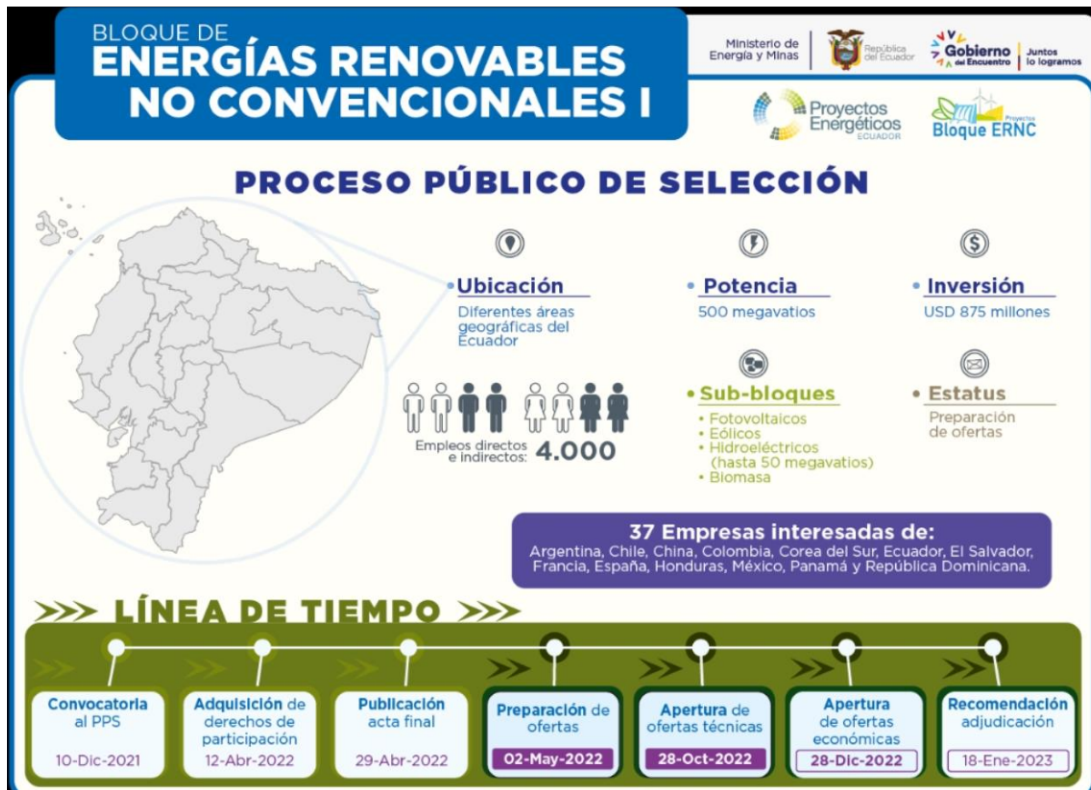 BLOQUE DE
ENERGÍAS RENOVABLES
NO CONVENCIONALES I
Ministerio de
Energía y Minas
República
del Ecuador
Gobierno
del Encuentro
Juntos
lo logramos
Proyectos
Energéticos
ECUADOR
Proyectos
Bloque ERNC
PROCESO PÚBLICO DE SELECCIÓN
• Ubicación
Diferentes áreas
geográficas del
Ecuador
• Potencia
500 megavatios
• Inversión
USD 875 millones
Empleos directos
e indirectos: 4.000
• Sub-bloques
• Fotovoltaicos
• Eólicos
• Hidroeléctricos
(hasta 50 megavatios)
• Biomasa
• Estatus
Preparación
de ofertas
37 Empresas interesadas de:
Argentina, Chile, China, Colombia, Corea del Sur, Ecuador, El Salvador,
Francia, España, Honduras, México, Panamá y República Dominicana.
LÍNEA DE TIEMPO
Convocatoria
al PPS
10-Dic-2021
Adquisición de
derechos de
participación
12-Abr-2022
Publicación
acta final
29-Abr-2022
Preparación de
ofertas
02-May-2022
Apertura de
ofertas técnicas
28-Oct-2022
Apertura
de ofertas
económicas
28-Dic-2022
Recomendación
adjudicación
18-Ene-2023